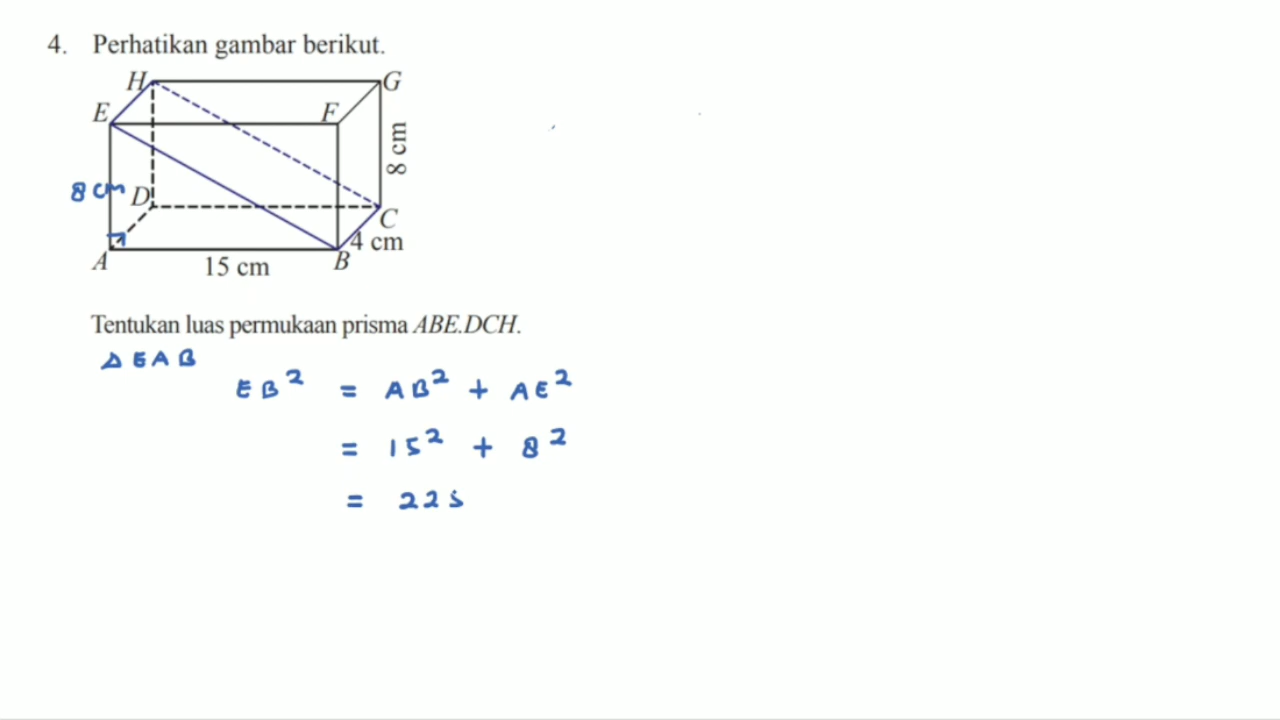 4. Perhatikan gambar berikut.
H
G
E
F
8 cm
8 cm
D
C
4 cm
A
15 cm
B
Tentukan luas permukaan prisma ABE.DCH.
Δ EAB
EB² = AB² + AE²
= 15² + 8²
= 225